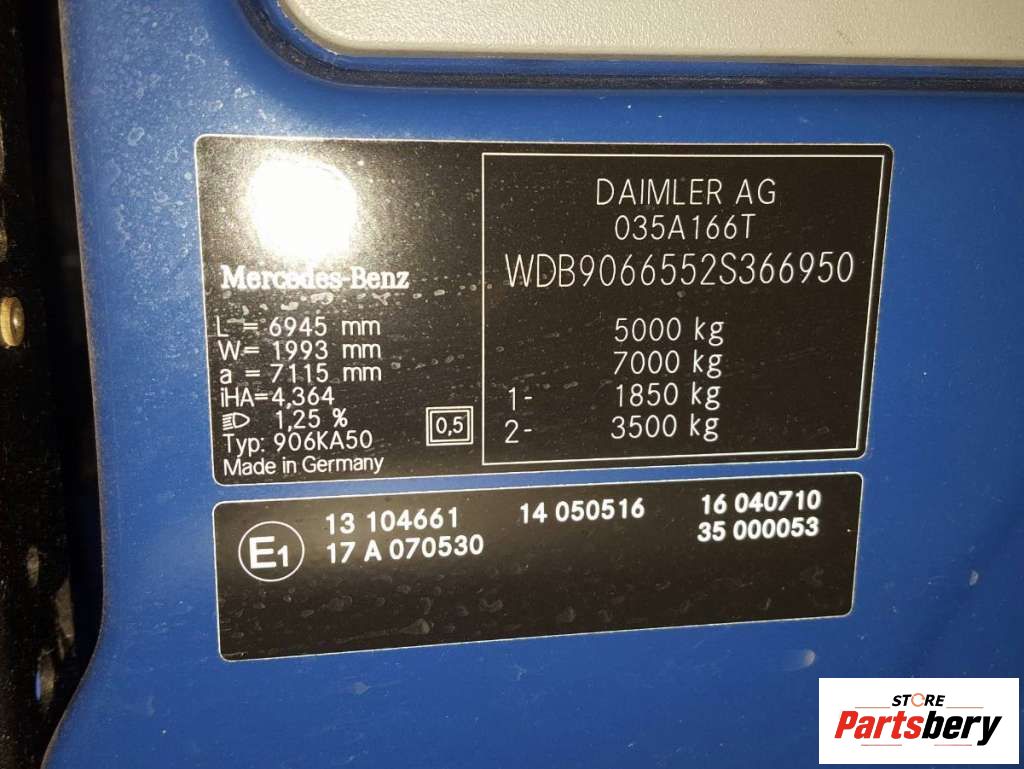 Mercedes-Benz
L = 6945 mm
W= 1993 mm
a = 7115 mm
iHA=4,364
1,25 %
Typ: 906KA50
Made in Germany
0,5
DAIMLER AG
035A166T
WDB9066552S366950
5000 kg
7000 kg
1- 1850 kg
2- 3500 kg
E1
13 104661 14 050516 16 040710
17 A 070530 35 000053
STORE
Partsbery